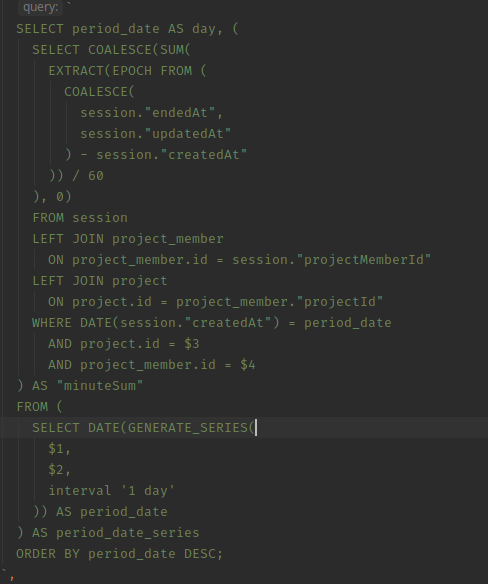 query: `
SELECT period_date AS day, (
SELECT COALESCE(SUM(
EXTRACT(EPOCH FROM (
COALESCE(
session."endedAt",
session."updatedAt"
) - session."createdAt"
)) / 60
), 0)
FROM session
LEFT JOIN project_member
ON project_member.id = session."projectMemberId"
LEFT JOIN project
ON project.id = project_member."projectId"
WHERE DATE(session."createdAt") = period_date
AND project.id = $3
AND project_member.id = $4
) AS "minuteSum"
FROM (
SELECT DATE(GENERATE_SERIES(
$1,
$2,
interval '1 day'
)) AS period_date
) AS period_date_series
ORDER BY period_date DESC;
`,